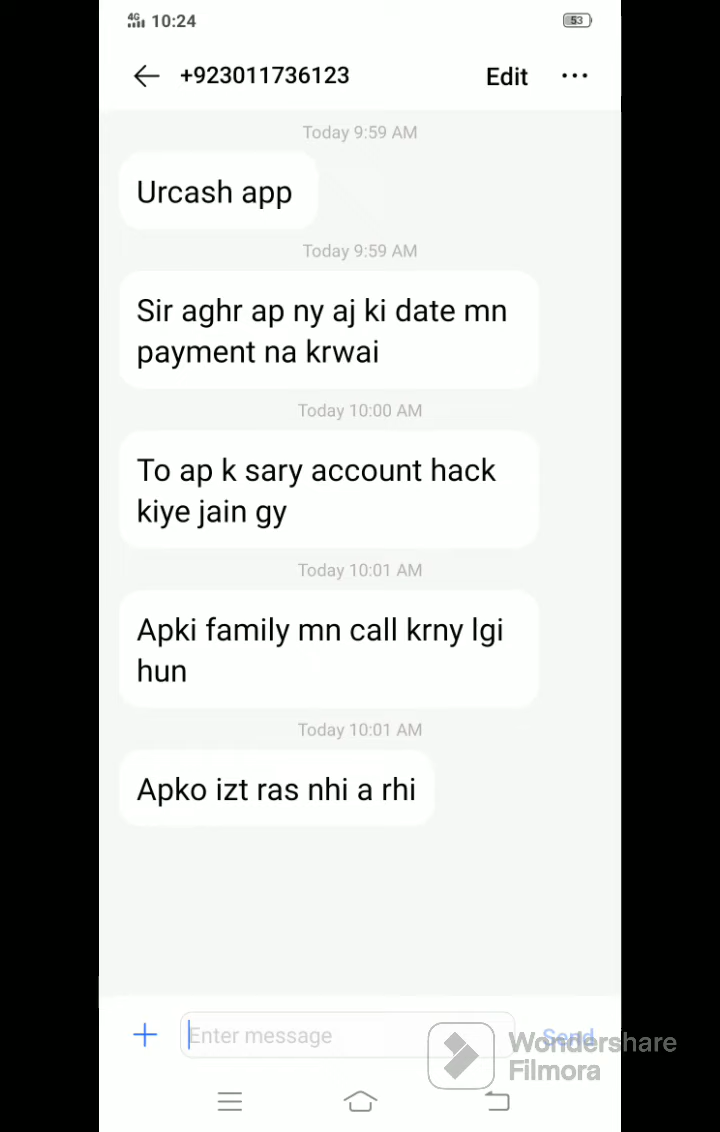 4G 10:24 53
+923011736123 Edit
Today 9:59 AM
Urcash app
Today 9:59 AM
Sir aghr ap ny aj ki date mn
payment na krwai
Today 10:00 AM
To ap k sary account hack
kiye jain gy
Today 10:01 AM
Apki family mn call krny lgi
hun
Today 10:01 AM
Apko izt ras nhi a rhi
Enter message Send
Wondershare
Filmora